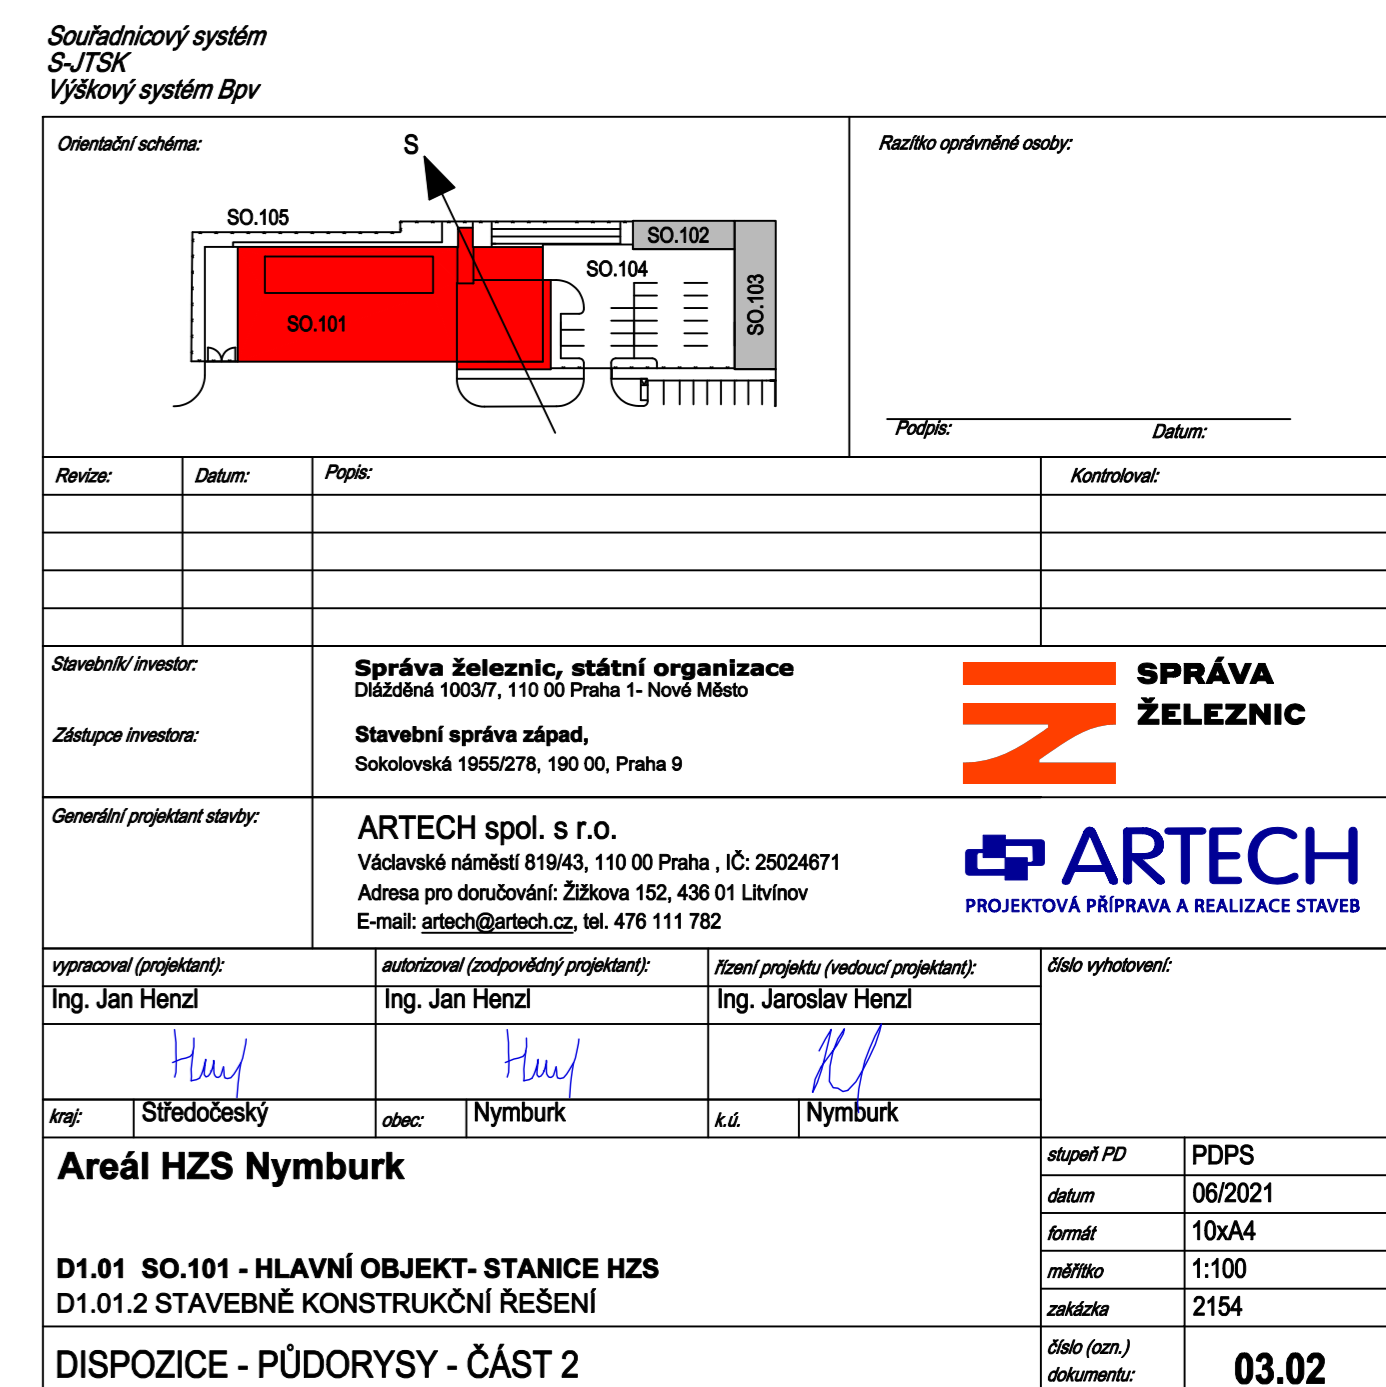 Souřadnicový systém
S-JTSK
Výškový systém Bpv
Orientační schéma:
S
Razítko oprávněné osoby:
SO.105
SO.102
SO.104
SO.103
SO.101
Podpis:
Datum:
Revize:
Datum:
Popis:
Kontroloval:
Stavebník/ investor:
Správa železnic, státní organizace
Dlážděná 1003/7, 110 00 Praha 1- Nové Město
SPRÁVA
ŽELEZNIC
Zástupce investora:
Stavební správa západ,
Sokolovská 1955/278, 190 00, Praha 9
Generální projektant stavby:
ARTECH spol. s r.o.
Václavské náměstí 819/43, 110 00 Praha , IČ: 25024671
Adresa pro doručování: Žižkova 152, 436 01 Litvínov
E-mail: artech@artech.cz, tel. 476 111 782
ARTECH
PROJEKTOVÁ PŘÍPRAVA A REALIZACE STAVEB
vypracoval (projektant):
autorizoval (zodpovědný projektant):
řízení projektu (vedoucí projektant):
číslo vyhotovení:
Ing. Jan Henzl
Ing. Jan Henzl
Ing. Jaroslav Henzl
kraj:
Středočeský
obec:
Nymburk
k.ú.
Nymburk
Areál HZS Nymburk
stupeň PD
PDPS
datum
06/2021
formát
10xA4
D1.01 SO.101 - HLAVNÍ OBJEKT- STANICE HZS
měřítko
1:100
D1.01.2 STAVEBNĚ KONSTRUKČNÍ ŘEŠENÍ
zakázka
2154
DISPOZICE - PŮDORYSY - ČÁST 2
číslo (ozn.)
dokumentu:
03.02